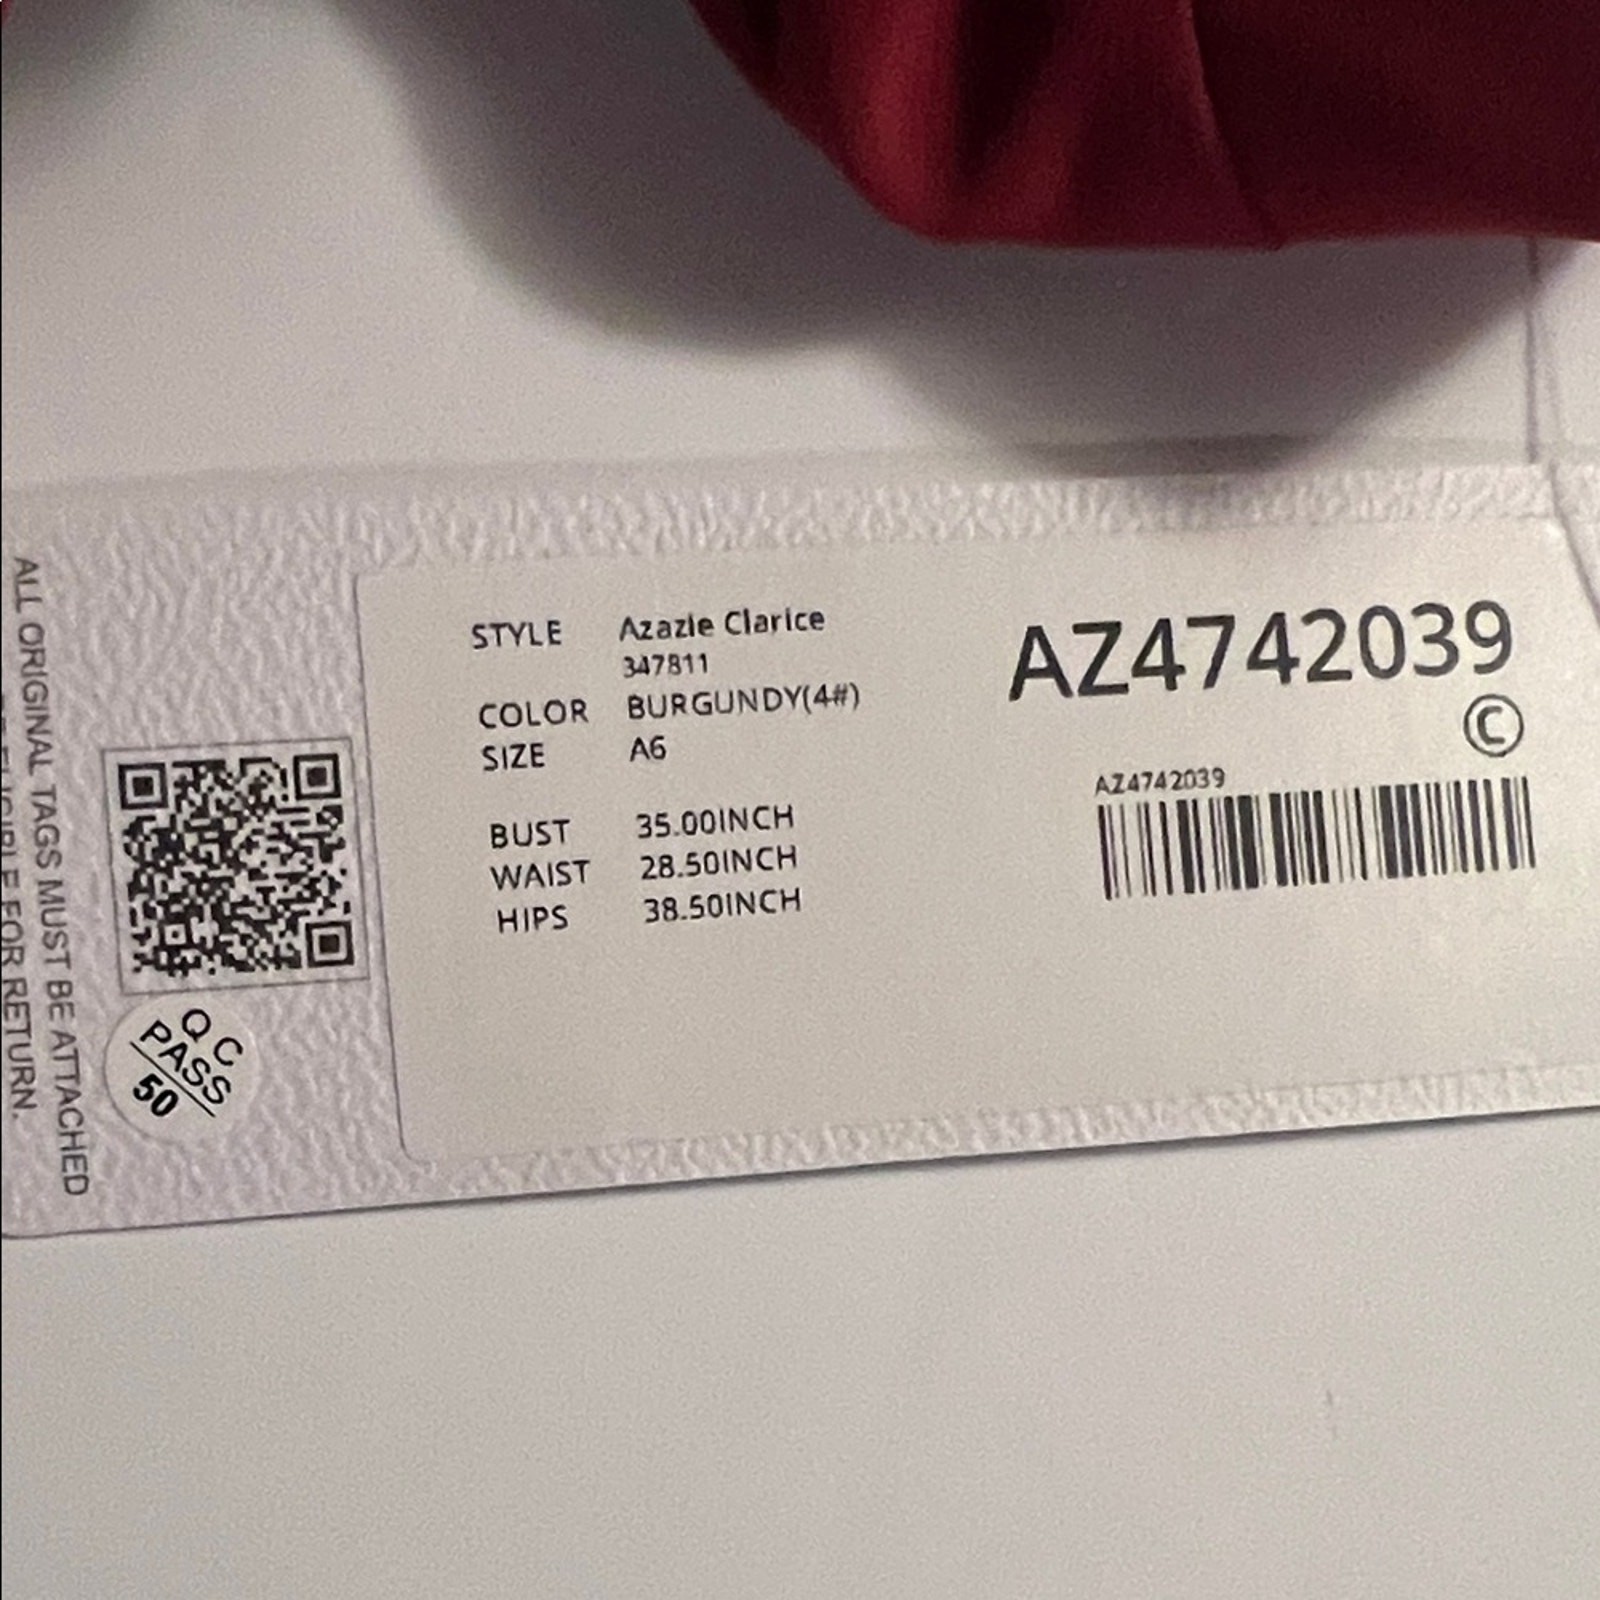 ALL ORIGINAL TAGS MUST BE ATTACHED
FOR RETURN.
QC
PASS
50
STYLE Azazie Clarice
347811
COLOR BURGUNDY(4#)
SIZE A6
BUST 35.00INCH
WAIST 28.50INCH
HIPS 38.50INCH
AZ4742039
©
AZ4742039